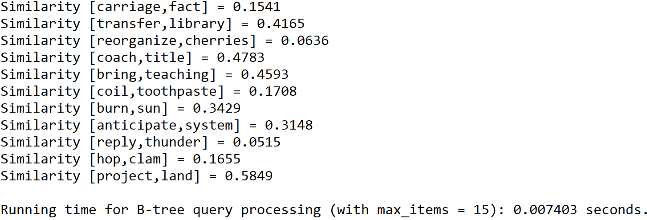 Similarity [carriage,fact] = 0.1541
Similarity [transfer,library] = 0.4165
Similarity [reorganize,cherries] = 0.0636
Similarity [coach,title] = 0.4783
Similarity [bring,teaching] = 0.4593
Similarity [coil,toothpaste] = 0.1708
Similarity [burn,sun] = 0.3429
Similarity [anticipate,system] = 0.3148
Similarity [reply,thunder] = 0.0515
Similarity [hop,clam] = 0.1655
Similarity [project,land] = 0.5849
Running time for B-tree query processing (with max_items = 15): 0.007403 seconds.